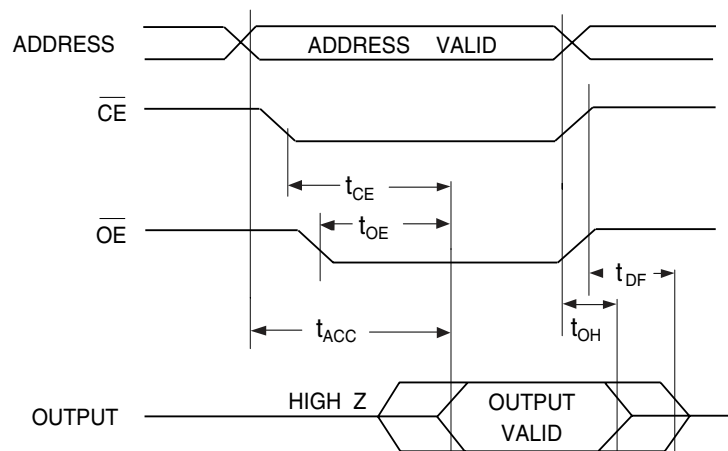 ADDRESS
ADDRESS VALID
CE
tCE
OE
tOE
tDF
tACC
tOH
OUTPUT
HIGH Z
OUTPUT
VALID